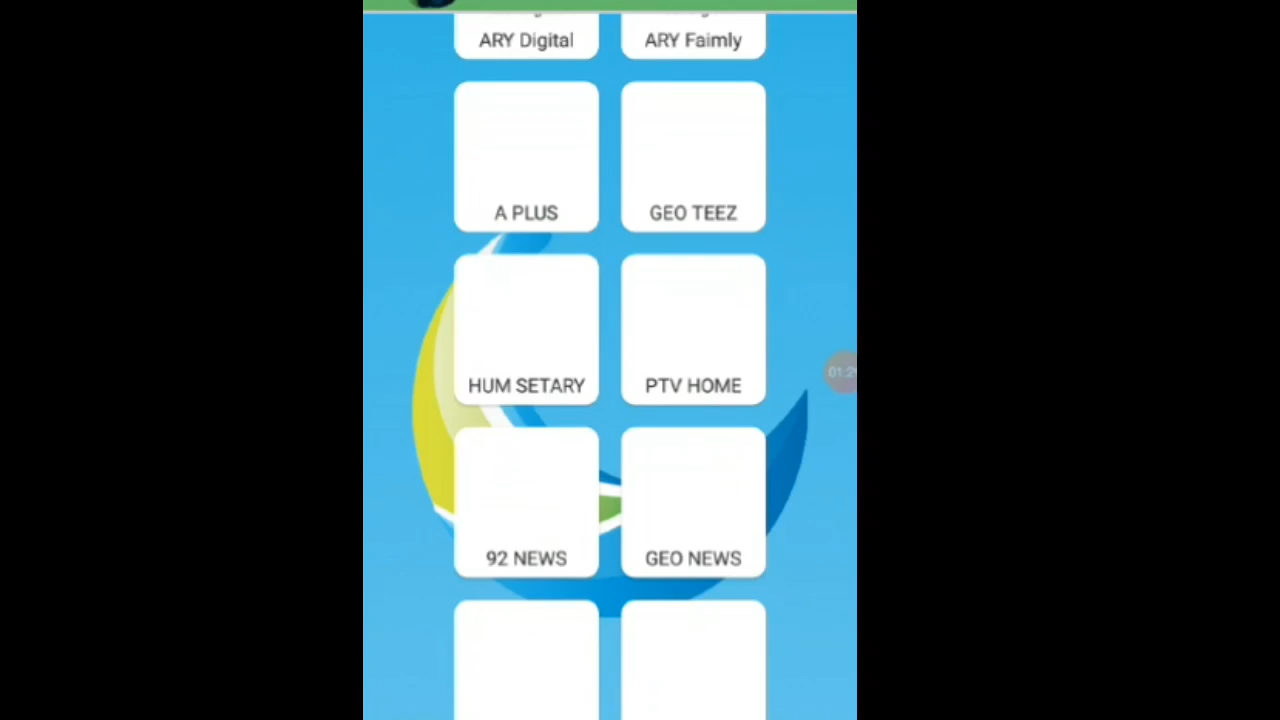 ARY Digital
ARY Faimly
A PLUS
GEO TEEZ
HUM SETARY
PTV HOME
92 NEWS
GEO NEWS